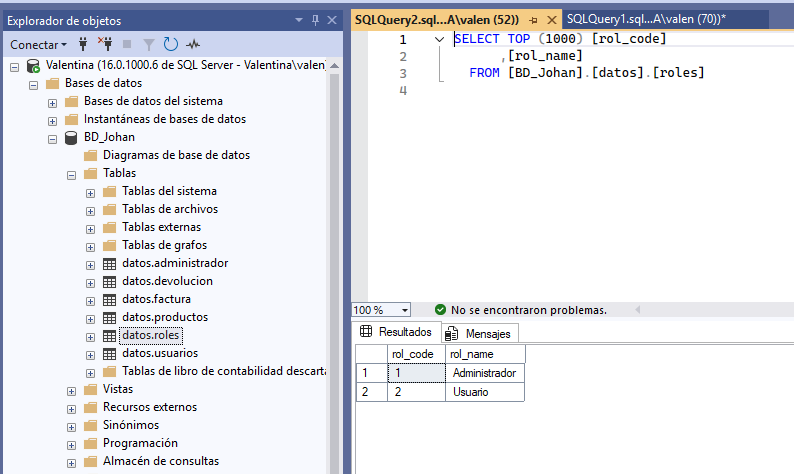 Explorador de objetos
Conectar
Valentina (16.0.1000.6 de SQL Server - Valentina\valen
Bases de datos
Bases de datos del sistema
Instantáneas de bases de datos
BD_Johan
Diagramas de base de datos
Tablas
Tablas del sistema
Tablas de archivos
Tablas externas
Tablas de grafos
datos.administrador
datos.devolucion
datos.factura
datos.productos
datos.roles
datos.usuarios
Tablas de libro de contabilidad descarta
Vistas
Recursos externos
Sinónimos
Programación
Almacén de consultas
SQLQuery2.sql...A\valen (52))
SQLQuery1.sql...A\valen (70))*
1 SELECT TOP (1000) [rol_code]
2 ,[rol_name]
3 FROM [BD_Johan].[datos].[roles]
4
100 %
No se encontraron problemas.
Resultados Mensajes
rol_code rol_name
1 1 Administrador
2 2 Usuario